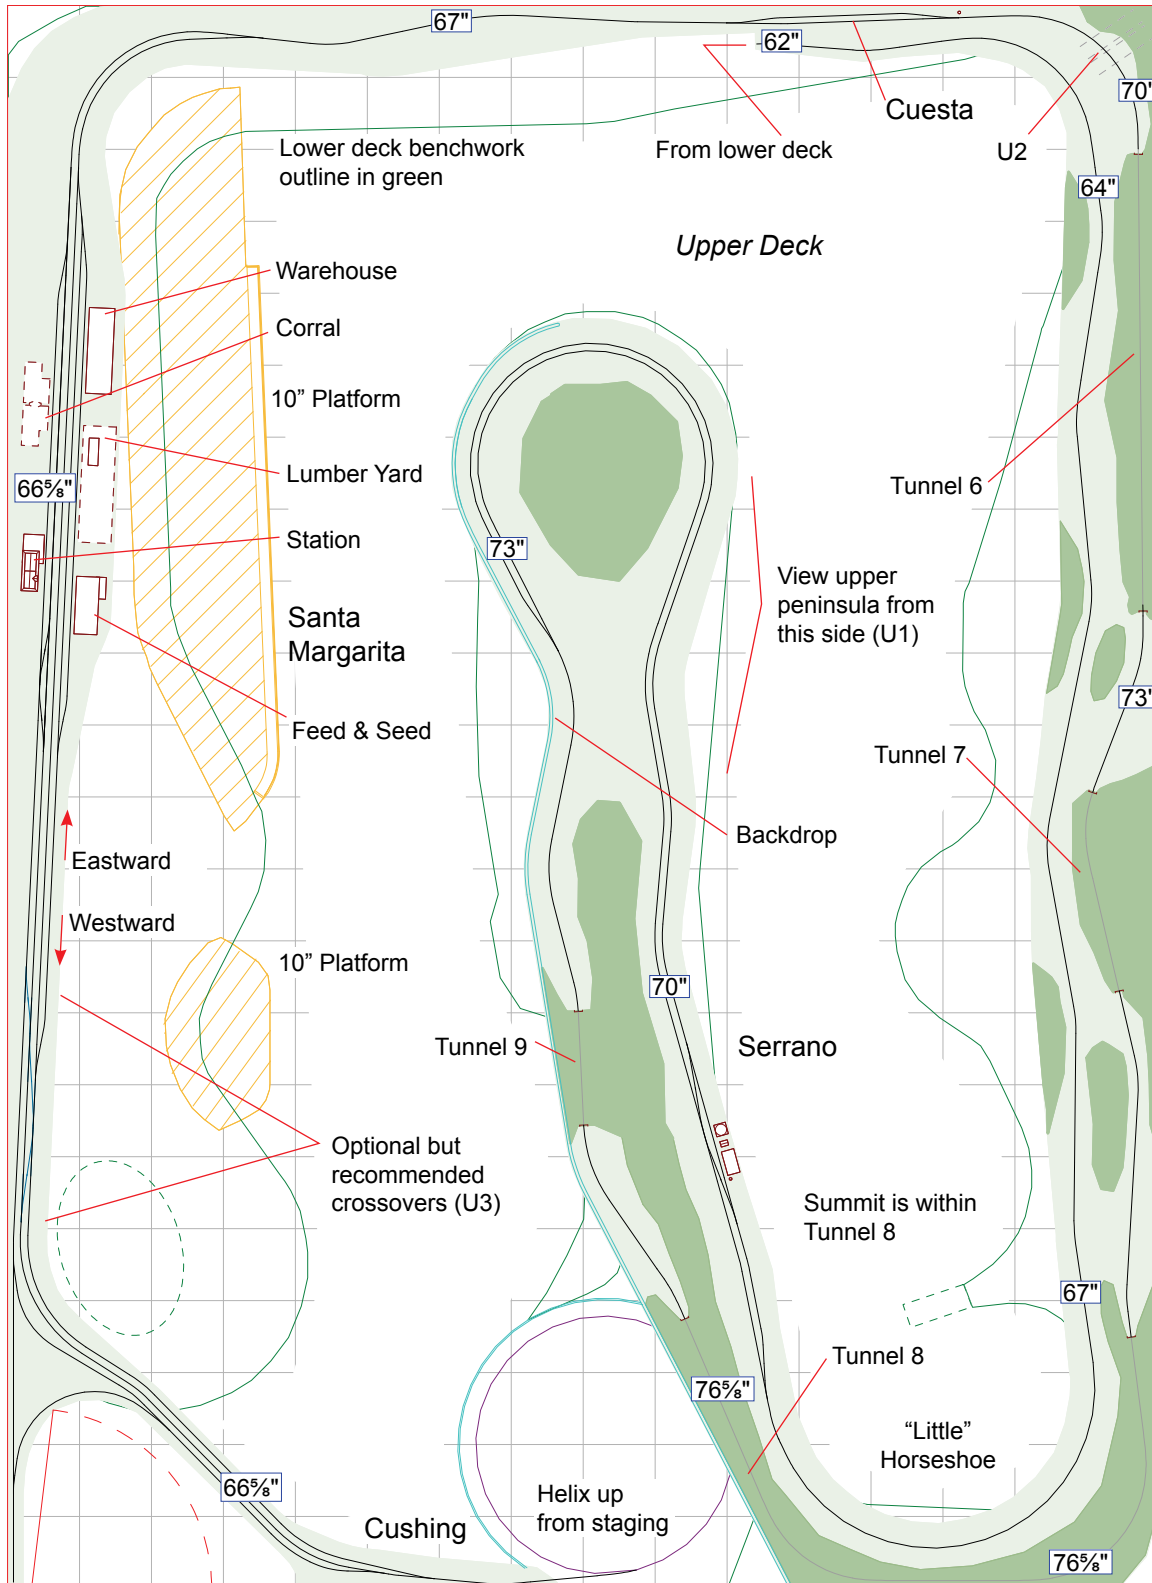 67"
62"
Cuesta
70"
From lower deck
U2
Lower deck benchwork
outline in green
64"
Upper Deck
Warehouse
Corral
10” Platform
Lumber Yard
66⅝"
Tunnel 6
Station
73"
View upper
peninsula from
this side (U1)
Santa
Margarita
73"
Feed & Seed
Tunnel 7
Backdrop
Eastward
Westward
10” Platform
70"
Tunnel 9
Serrano
Optional but
recommended
crossovers (U3)
Summit is within
Tunnel 8
67"
Tunnel 8
76⅝"
“Little”
Horseshoe
66⅝"
Helix up
from staging
Cushing
76⅝"